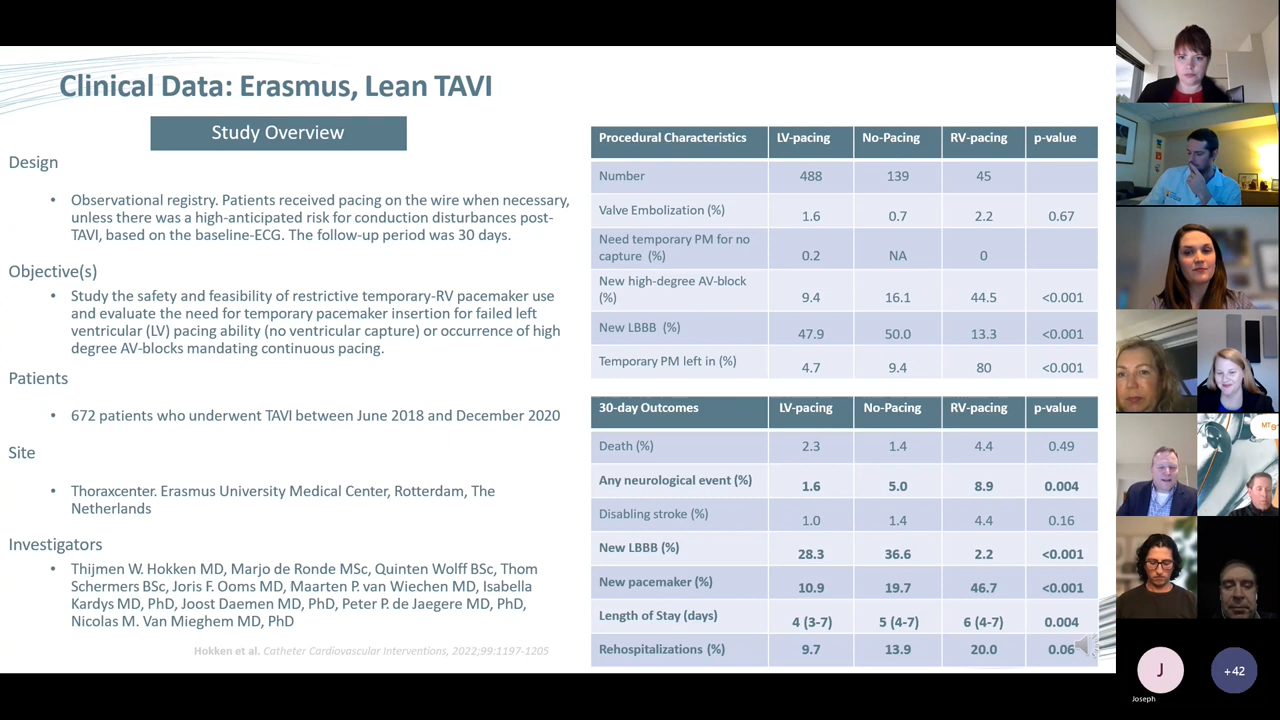 Clinical Data: Erasmus, Lean TAVI
Study Overview
Design
• Observational registry. Patients received pacing on the wire when necessary,
unless there was a high-anticipated risk for conduction disturbances post-
TAVI, based on the baseline-ECG. The follow-up period was 30 days.
Objective(s)
• Study the safety and feasibility of restrictive temporary-RV pacemaker use
and evaluate the need for temporary pacemaker insertion for failed left
ventricular (LV) pacing ability (no ventricular capture) or occurrence of high
degree AV-blocks mandating continuous pacing.
Patients
• 672 patients who underwent TAVI between June 2018 and December 2020
Site
• Thoraxcenter. Erasmus University Medical Center, Rotterdam, The
Netherlands
Investigators
• Thijmen W. Hokken MD, Marjo de Ronde MSc, Quinten Wolff BSc, Thom
Schermers BSc, Joris F. Ooms MD, Maarten P. van Wiechen MD, Isabella
Kardys MD, PhD, Joost Daemen MD, PhD, Peter P. de Jaegere MD, PhD,
Nicolas M. Van Mieghem MD, PhD
Hokken et al. Catheter Cardiovascular Interventions, 2022;99:1197-1205
Procedural Characteristics LV-pacing No-Pacing RV-pacing p-value
Number 488 139 45
Valve Embolization (%) 1.6 0.7 2.2 0.67
Need temporary PM for no
capture (%) 0.2 NA 0
New high-degree AV-block
(%) 9.4 16.1 44.5 <0.001
New LBBB (%) 47.9 50.0 13.3 <0.001
Temporary PM left in (%) 4.7 9.4 80 <0.001
30-day Outcomes LV-pacing No-Pacing RV-pacing p-value
Death (%) 2.3 1.4 4.4 0.49
Any neurological event (%) 1.6 5.0 8.9 0.004
Disabling stroke (%) 1.0 1.4 4.4 0.16
New LBBB (%) 28.3 36.6 2.2 <0.001
New pacemaker (%) 10.9 19.7 46.7 <0.001
Length of Stay (days) 4 (3-7) 5 (4-7) 6 (4-7) 0.004
Rehospitalizations (%) 9.7 13.9 20.0 0.06
J
Joseph
+42